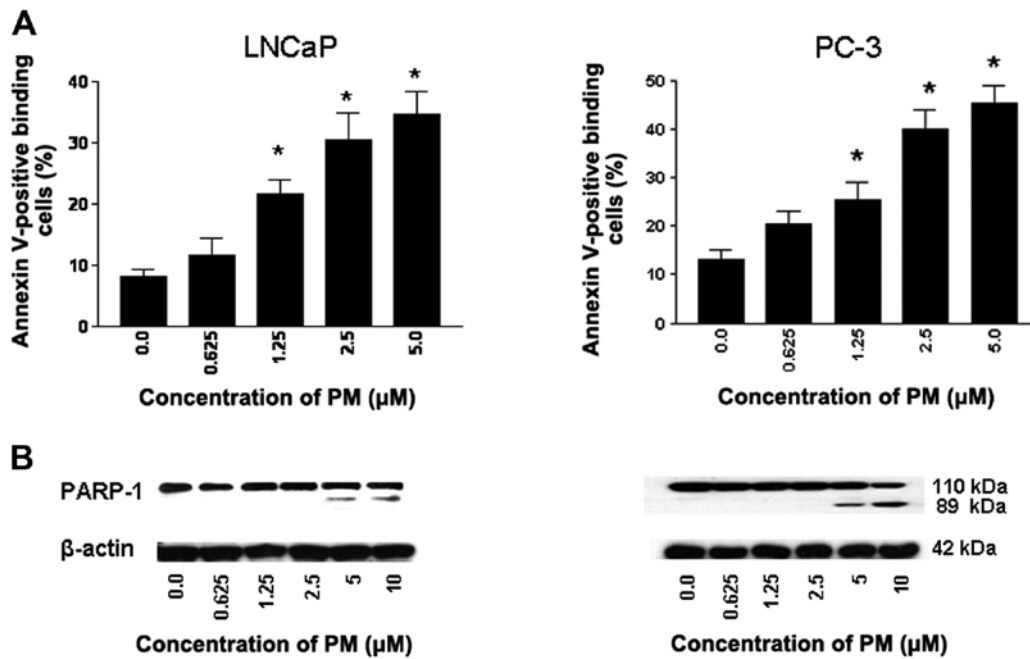 A
LNCaP
Annexin V-positive binding
cells (%)
40
30
20
10
0
*
*
*
0.0
0.625
1.25
2.5
5.0
Concentration of PM (µM)
PC-3
Annexin V-positive binding
cells (%)
50
40
30
20
10
0
*
*
*
0.0
0.625
1.25
2.5
5.0
Concentration of PM (µM)
B
PARP-1
β-actin
0.0
0.625
1.25
2.5
5
10
Concentration of PM (µM)
110 kDa
89 kDa
42 kDa
0.0
0.625
1.25
2.5
5
10
Concentration of PM (µM)